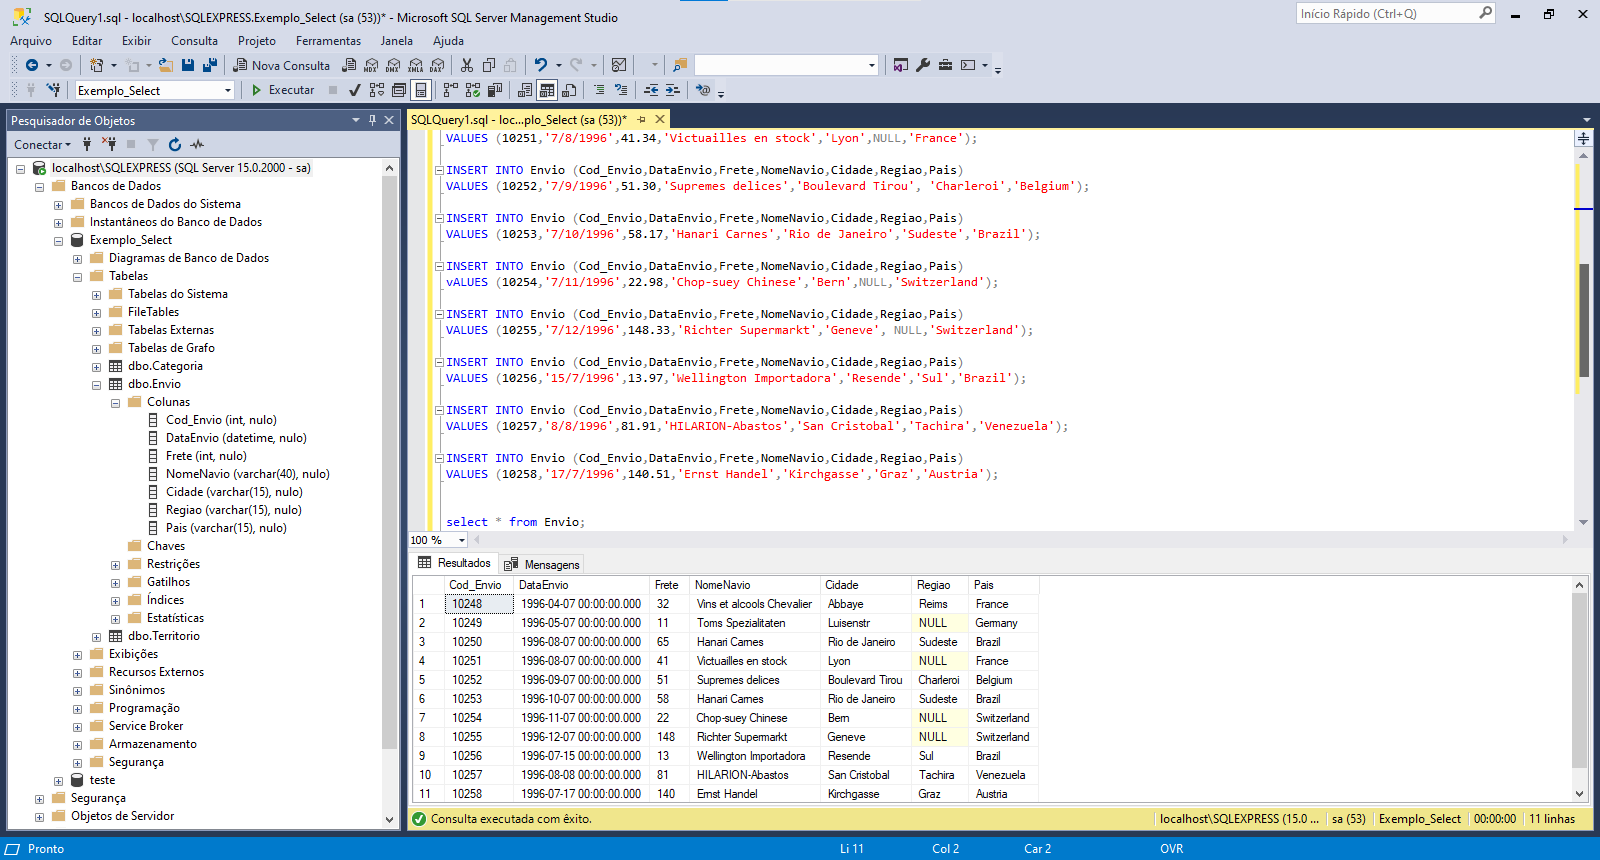 SQLQuery1.sql - localhost\SQLEXPRESS.Exemplo_Select (sa (53))* - Microsoft SQL Server Management Studio
Início Rápido (Ctrl+Q)
Arquivo Editar Exibir Consulta Projeto Ferramentas Janela Ajuda
Nova Consulta MDX DMX XMLA DAX
Exemplo_Select Executar
Pesquisador de Objetos
Conectar
localhost\SQLEXPRESS (SQL Server 15.0.2000 - sa)
Bancos de Dados
Bancos de Dados do Sistema
Instantâneos do Banco de Dados
Exemplo_Select
Diagramas de Banco de Dados
Tabelas
Tabelas do Sistema
FileTables
Tabelas Externas
Tabelas de Grafo
dbo.Categoria
dbo.Envio
Colunas
Cod_Envio (int, nulo)
DataEnvio (datetime, nulo)
Frete (int, nulo)
NomeNavio (varchar(40), nulo)
Cidade (varchar(15), nulo)
Regiao (varchar(15), nulo)
Pais (varchar(15), nulo)
Chaves
Restrições
Gatilhos
Índices
Estatísticas
dbo.Territorio
Exibições
Recursos Externos
Sinônimos
Programação
Service Broker
Armazenamento
Segurança
teste
Segurança
Objetos de Servidor
SQLQuery1.sql - loc...plo_Select (sa (53))*
VALUES (10251,'7/8/1996',41.34,'Victuailles en stock','Lyon',NULL,'France');
INSERT INTO Envio (Cod_Envio,DataEnvio,Frete,NomeNavio,Cidade,Regiao,Pais)
VALUES (10252,'7/9/1996',51.30,'Supremes delices','Boulevard Tirou', 'Charleroi','Belgium');
INSERT INTO Envio (Cod_Envio,DataEnvio,Frete,NomeNavio,Cidade,Regiao,Pais)
VALUES (10253,'7/10/1996',58.17,'Hanari Carnes','Rio de Janeiro','Sudeste','Brazil');
INSERT INTO Envio (Cod_Envio,DataEnvio,Frete,NomeNavio,Cidade,Regiao,Pais)
vALUES (10254,'7/11/1996',22.98,'Chop-suey Chinese','Bern',NULL,'Switzerland');
INSERT INTO Envio (Cod_Envio,DataEnvio,Frete,NomeNavio,Cidade,Regiao,Pais)
VALUES (10255,'7/12/1996',148.33,'Richter Supermarkt','Geneve', NULL,'Switzerland');
INSERT INTO Envio (Cod_Envio,DataEnvio,Frete,NomeNavio,Cidade,Regiao,Pais)
VALUES (10256,'15/7/1996',13.97,'Wellington Importadora','Resende','Sul','Brazil');
INSERT INTO Envio (Cod_Envio,DataEnvio,Frete,NomeNavio,Cidade,Regiao,Pais)
VALUES (10257,'8/8/1996',81.91,'HILARION-Abastos','San Cristobal','Tachira','Venezuela');
INSERT INTO Envio (Cod_Envio,DataEnvio,Frete,NomeNavio,Cidade,Regiao,Pais)
VALUES (10258,'17/7/1996',140.51,'Ernst Handel','Kirchgasse','Graz','Austria');
select * from Envio;
100 %
Resultados Mensagens
Cod_Envio DataEnvio Frete NomeNavio Cidade Regiao Pais
1 10248 1996-04-07 00:00:00.000 32 Vins et alcools Chevalier Abbaye Reims France
2 10249 1996-05-07 00:00:00.000 11 Toms Spezialitaten Luisenstr NULL Germany
3 10250 1996-08-07 00:00:00.000 65 Hanari Carnes Rio de Janeiro Sudeste Brazil
4 10251 1996-08-07 00:00:00.000 41 Victuailles en stock Lyon NULL France
5 10252 1996-09-07 00:00:00.000 51 Supremes delices Boulevard Tirou Charleroi Belgium
6 10253 1996-10-07 00:00:00.000 58 Hanari Carnes Rio de Janeiro Sudeste Brazil
7 10254 1996-11-07 00:00:00.000 22 Chop-suey Chinese Bern NULL Switzerland
8 10255 1996-12-07 00:00:00.000 148 Richter Supermarkt Geneve NULL Switzerland
9 10256 1996-07-15 00:00:00.000 13 Wellington Importadora Resende Sul Brazil
10 10257 1996-08-08 00:00:00.000 81 HILARION-Abastos San Cristobal Tachira Venezuela
11 10258 1996-07-17 00:00:00.000 140 Ernst Handel Kirchgasse Graz Austria
Consulta executada com êxito. localhost\SQLEXPRESS (15.0 ... sa (53) Exemplo_Select 00:00:00 11 linhas
Pronto Li 11 Col 2 Car 2 OVR